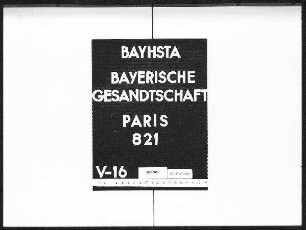 BAYHSTA
BAYERISCHE
GESANDTSCHAFT
PARIS
821
V-16